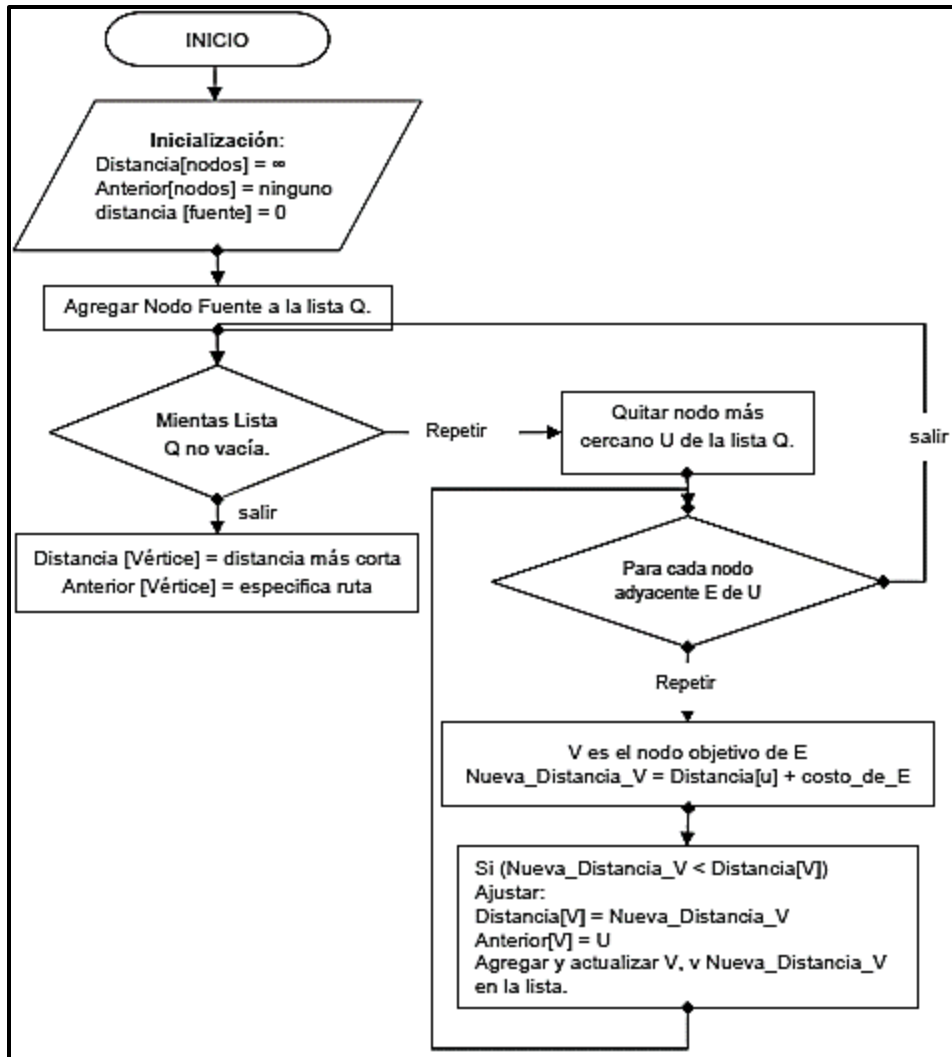 INICIO
Inicialización:
Distancia[nodos] = ∞
Anterior[nodos] = ninguno
distancia [fuente] = 0
Agregar Nodo Fuente a la lista Q.
Mientas Lista
Q no vacía.
Repetir
Quitar nodo más
cercano U de la lista Q.
salir
salir
Distancia [Vértice] = distancia más corta
Anterior [Vértice] = especifica ruta
Para cada nodo
adyacente E de U
Repetir
V es el nodo objetivo de E
Nueva_Distancia_V = Distancia[u] + costo_de_E
Si (Nueva_Distancia_V < Distancia[V])
Ajustar:
Distancia[V] = Nueva_Distancia_V
Anterior[V] = U
Agregar y actualizar V, v Nueva_Distancia_V
en la lista.